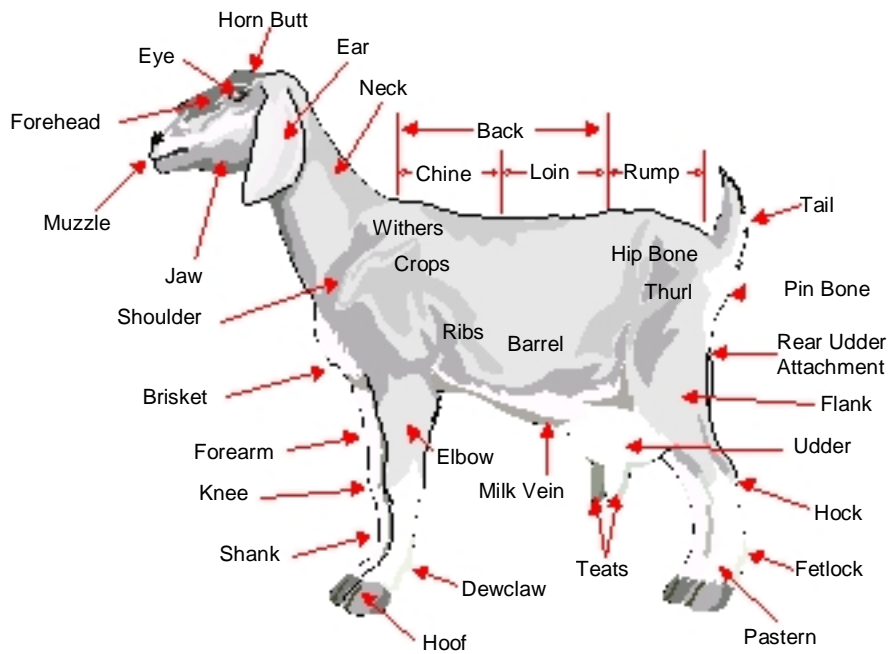 Horn Butt
Eye
Ear
Neck
Forehead
Back
Chine
Loin
Rump
Muzzle
Tail
Withers
Hip Bone
Jaw
Crops
Thurl
Pin Bone
Shoulder
Ribs
Barrel
Rear Udder
Attachment
Brisket
Flank
Forearm
Elbow
Udder
Knee
Milk Vein
Hock
Shank
Teats
Fetlock
Dewclaw
Hoof
Pastern